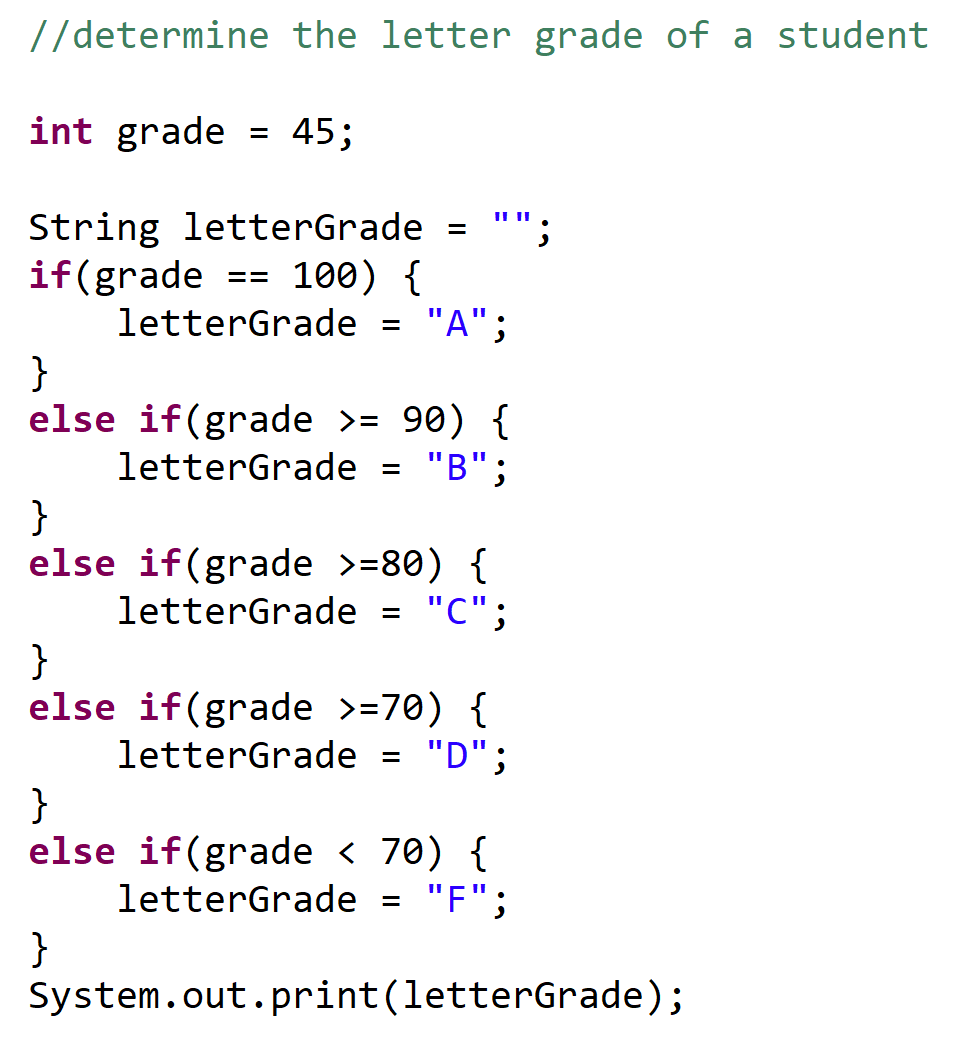 //determine the letter grade of a student
int grade = 45;
String letterGrade = "";
if(grade == 100) {
    letterGrade = "A";
}
else if(grade >= 90) {
    letterGrade = "B";
}
else if(grade >=80) {
    letterGrade = "C";
}
else if(grade >=70) {
    letterGrade = "D";
}
else if(grade < 70) {
    letterGrade = "F";
}
System.out.print(letterGrade);